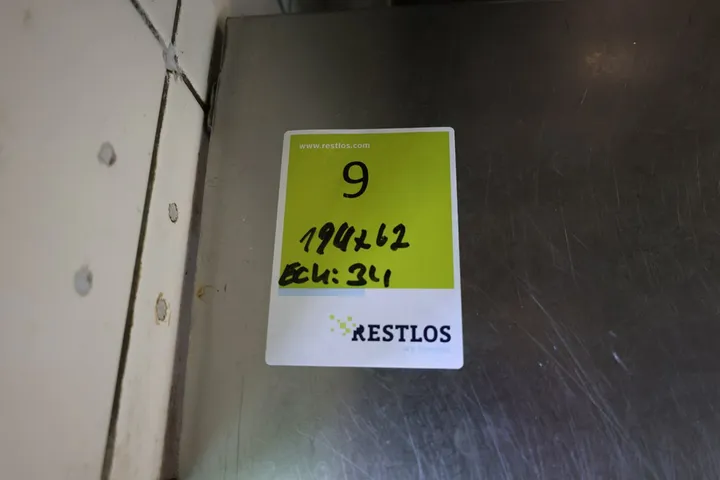 www.restlos.com
9
194x62
ECK: 34
RESTLOS